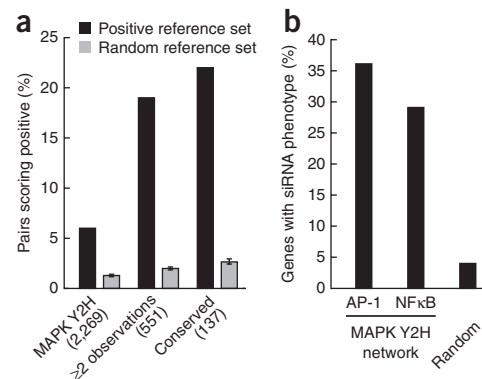 a
Positive reference set
Random reference set
Pairs scoring positive (%)
25
20
15
10
5
0
MAPK Y2H
(2,269)
≥2 observations
(551)
Conserved
(137)
b
Genes with siRNA phenotype (%)
40
35
30
25
20
15
10
5
0
AP-1
NFκB
MAPK Y2H
network
Random